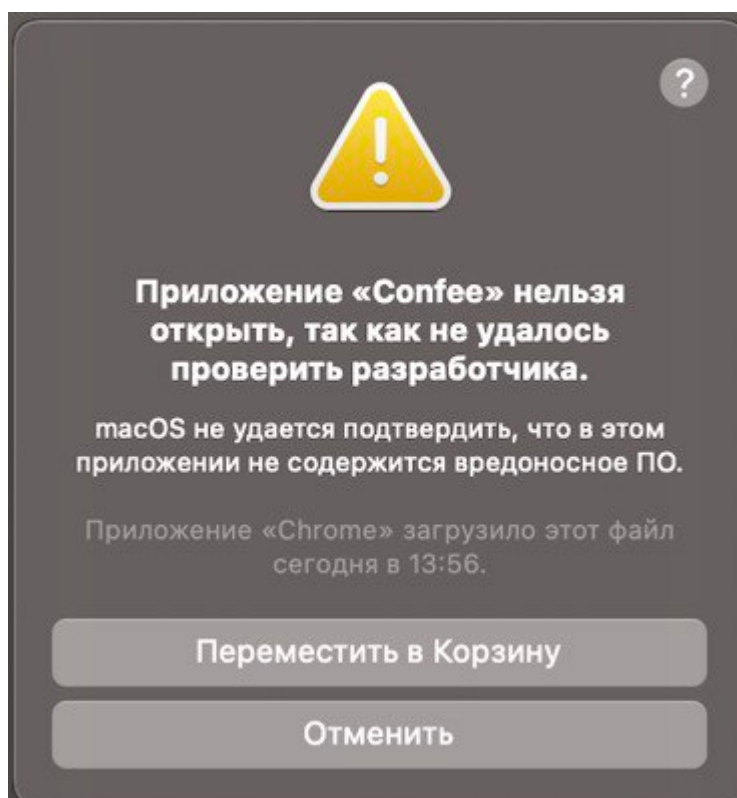 ?
Приложение «Confee» нельзя
открыть, так как не удалось
проверить разработчика.
macOS не удается подтвердить, что в этом
приложении не содержится вредоносное ПО.
Приложение «Chrome» загрузило этот файл
сегодня в 13:56.
Переместить в Корзину
Отменить